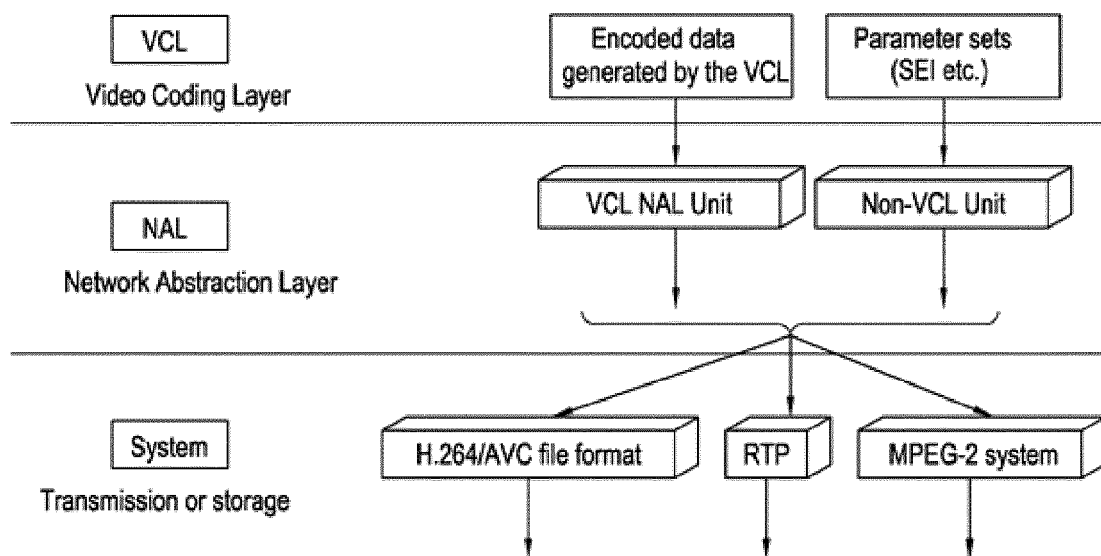 VCL
Video Coding Layer
Encoded data
generated by the VCL
Parameter sets
(SEI etc.)
NAL
Network Abstraction Layer
VCL NAL Unit
Non-VCL Unit
System
Transmission or storage
H.264/AVC file format
RTP
MPEG-2 system